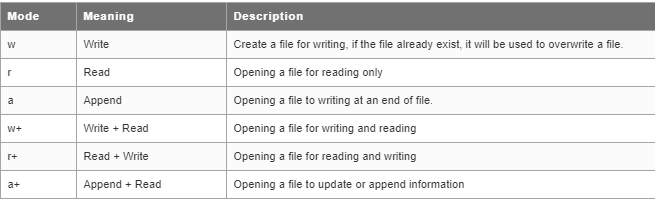 Mode Meaning Description
w Write Create a file for writing, if the file already exist, it will be used to overwrite a file.
r Read Opening a file for reading only
a Append Opening a file to writing at an end of file.
w+ Write + Read Opening a file for writing and reading
r+ Read + Write Opening a file for reading and writing
a+ Append + Read Opening a file to update or append information